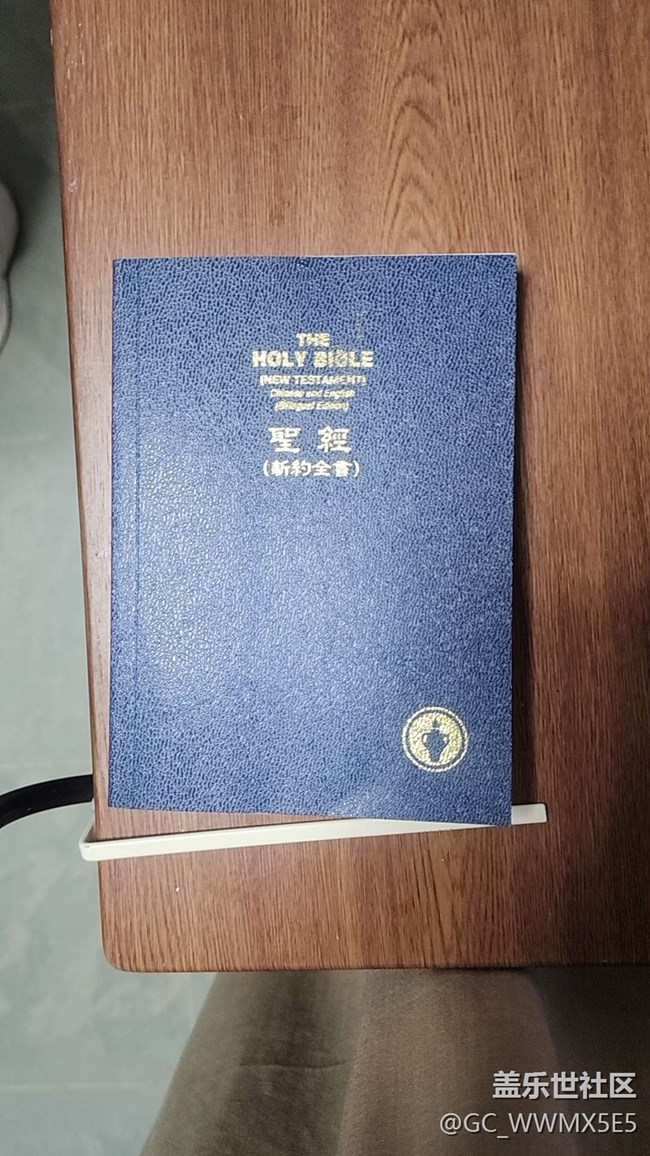 THE
HOLY BIBLE
(NEW TESTAMENT)
Chinese and English
(Bilingual Edition)
聖經
(新約全書)
盖乐世社区
@GC_WWMX5E5